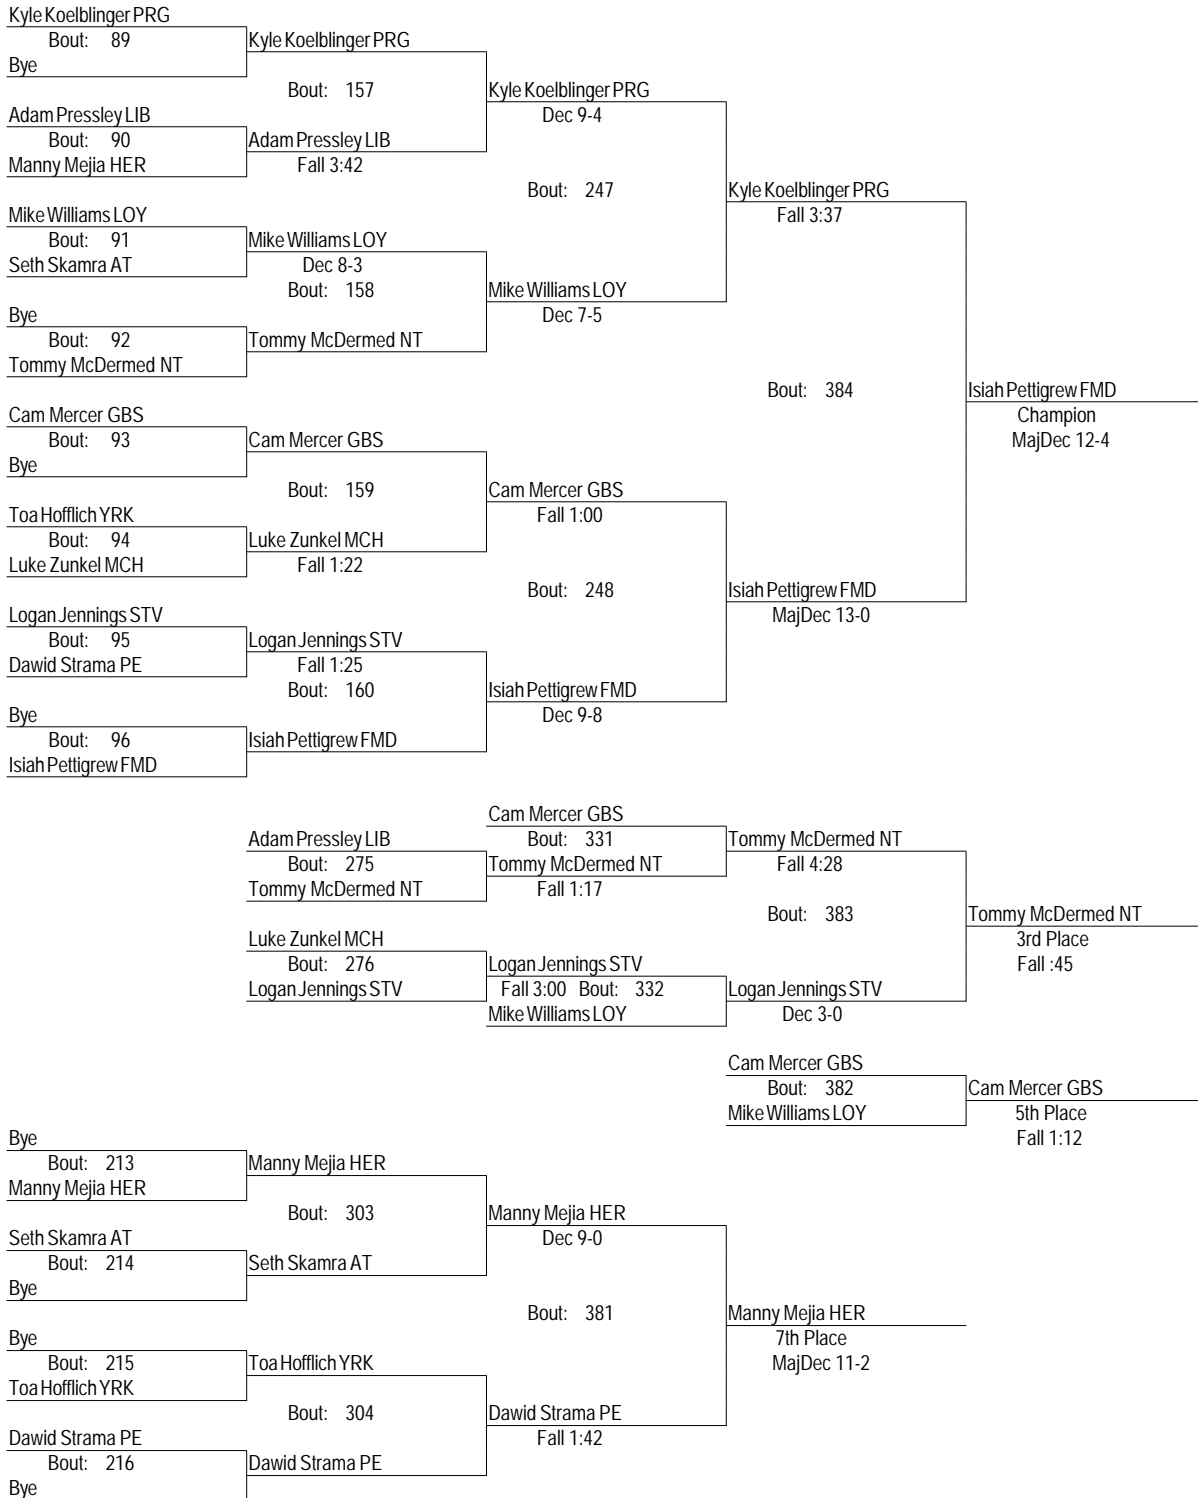 Kyle Koelblinger PRG
Bout: 89 Kyle Koelblinger PRG
Bye
Bout: 157 Kyle Koelblinger PRG
Adam Pressley LIB Dec 9-4
Bout: 90 Adam Pressley LIB
Manny Mejia HER Fall 3:42
Bout: 247 Kyle Koelblinger PRG
Mike Williams LOY Fall 3:37
Bout: 91 Mike Williams LOY
Seth Skamra AT Dec 8-3
Bout: 158 Mike Williams LOY
Bye Dec 7-5
Bout: 92 Tommy McDermed NT
Tommy McDermed NT
Bout: 384 Isiah Pettigrew FMD
Cam Mercer GBS Champion
Bout: 93 Cam Mercer GBS MajDec 12-4
Bye
Bout: 159 Cam Mercer GBS
Toa Hofflich YRK Fall 1:00
Bout: 94 Luke Zunkel MCH
Luke Zunkel MCH Fall 1:22
Bout: 248 Isiah Pettigrew FMD
Logan Jennings STV MajDec 13-0
Bout: 95 Logan Jennings STV
Dawid Strama PE Fall 1:25
Bout: 160 Isiah Pettigrew FMD
Bye Dec 9-8
Bout: 96 Isiah Pettigrew FMD
Isiah Pettigrew FMD
Cam Mercer GBS
Adam Pressley LIB Bout: 331 Tommy McDermed NT
Bout: 275 Tommy McDermed NT Fall 4:28
Tommy McDermed NT Fall 1:17
Bout: 383 Tommy McDermed NT
Luke Zunkel MCH 3rd Place
Bout: 276 Logan Jennings STV Fall :45
Logan Jennings STV Fall 3:00 Bout: 332 Logan Jennings STV
Mike Williams LOY Dec 3-0
Cam Mercer GBS
Bout: 382 Cam Mercer GBS
Mike Williams LOY 5th Place
Bye Fall 1:12
Bout: 213 Manny Mejia HER
Manny Mejia HER
Bout: 303 Manny Mejia HER
Seth Skamra AT Dec 9-0
Bout: 214 Seth Skamra AT
Bye
Bout: 381 Manny Mejia HER
Bye 7th Place
Bout: 215 Toa Hofflich YRK MajDec 11-2
Toa Hofflich YRK
Bout: 304 Dawid Strama PE
Dawid Strama PE Fall 1:42
Bout: 216 Dawid Strama PE
Bye